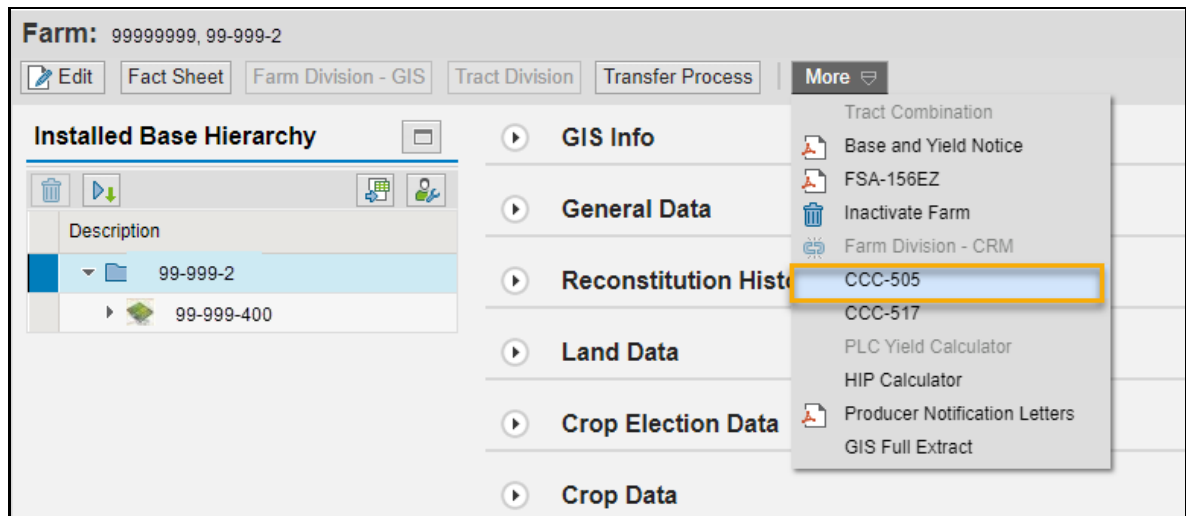 Farm: 99999999, 99-999-2
Edit Fact Sheet Farm Division - GIS Tract Division Transfer Process More
Installed Base Hierarchy
Description
99-999-2
99-999-400
GIS Info
General Data
Reconstitution Histo
Land Data
Crop Election Data
Crop Data
Tract Combination
Base and Yield Notice
FSA-156EZ
Inactivate Farm
Farm Division - CRM
CCC-505
CCC-517
PLC Yield Calculator
HIP Calculator
Producer Notification Letters
GIS Full Extract